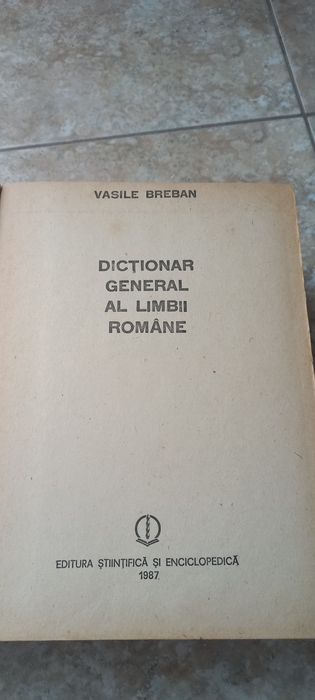 VASILE BREBAN
DICȚIONAR
GENERAL
AL LIMBII
ROMÂNE
EDITURA ȘTIINȚIFICĂ ȘI ENCICLOPEDICĂ
1987